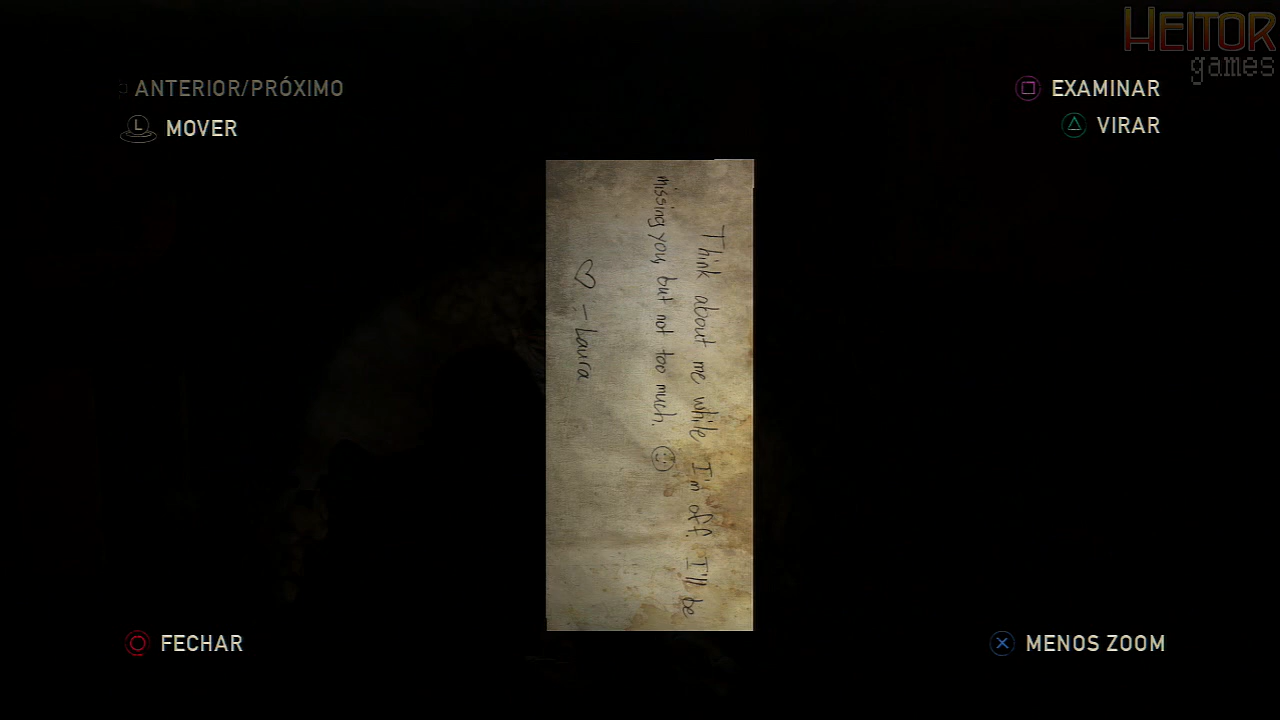 HEITOR
games
ANTERIOR/PRÓXIMO
L MOVER
EXAMINAR
VIRAR
Think about me while I'm off. I'll be
missing you, but not too much.
- Laura
FECHAR
MENOS ZOOM